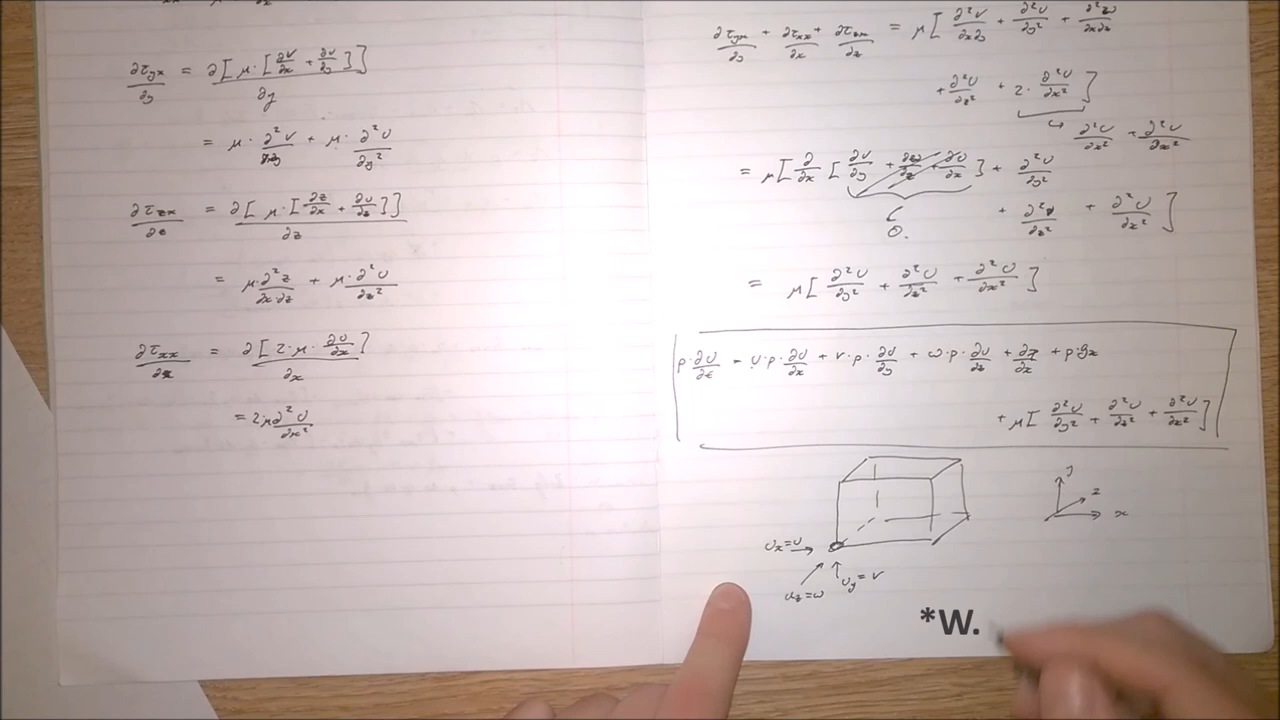 ∂τyx/∂y = ∂[μ·[∂v/∂x + ∂u/∂y]]/∂y
= μ·∂²v/∂x∂y + μ·∂²u/∂y²
∂τzx/∂z = ∂[μ·[∂z/∂x + ∂u/∂z]]/∂z
= μ·∂²z/∂x·∂z + μ·∂²u/∂z²
∂τxx/∂x = ∂[2·μ·∂u/∂x]/∂x
= 2μ∂²u/∂x²
∂τyx/∂y + ∂τxx/∂x + ∂τzx/∂z = μ[∂²v/∂x∂y + ∂²u/∂y² + ∂²w/∂x∂z
+ ∂²u/∂z² + 2·∂²u/∂x²]
↳ ∂²u/∂x² + ∂²u/∂x²
= μ[∂/∂x[∂v/∂y + ∂w/∂z + ∂u/∂x] + ∂²u/∂y²
+ ∂²u/∂z² + ∂²u/∂x²]
0.
= μ[∂²u/∂y² + ∂²u/∂z² + ∂²u/∂x²]
ρ·∂u/∂t = u·ρ·∂u/∂x + v·ρ·∂u/∂y + w·ρ·∂u/∂z + ∂p/∂x + ρ·gx
+ μ[∂²u/∂y² + ∂²u/∂z² + ∂²u/∂x²]
y
z
x
Ux=u
Uy=v
Uz=w
*W.